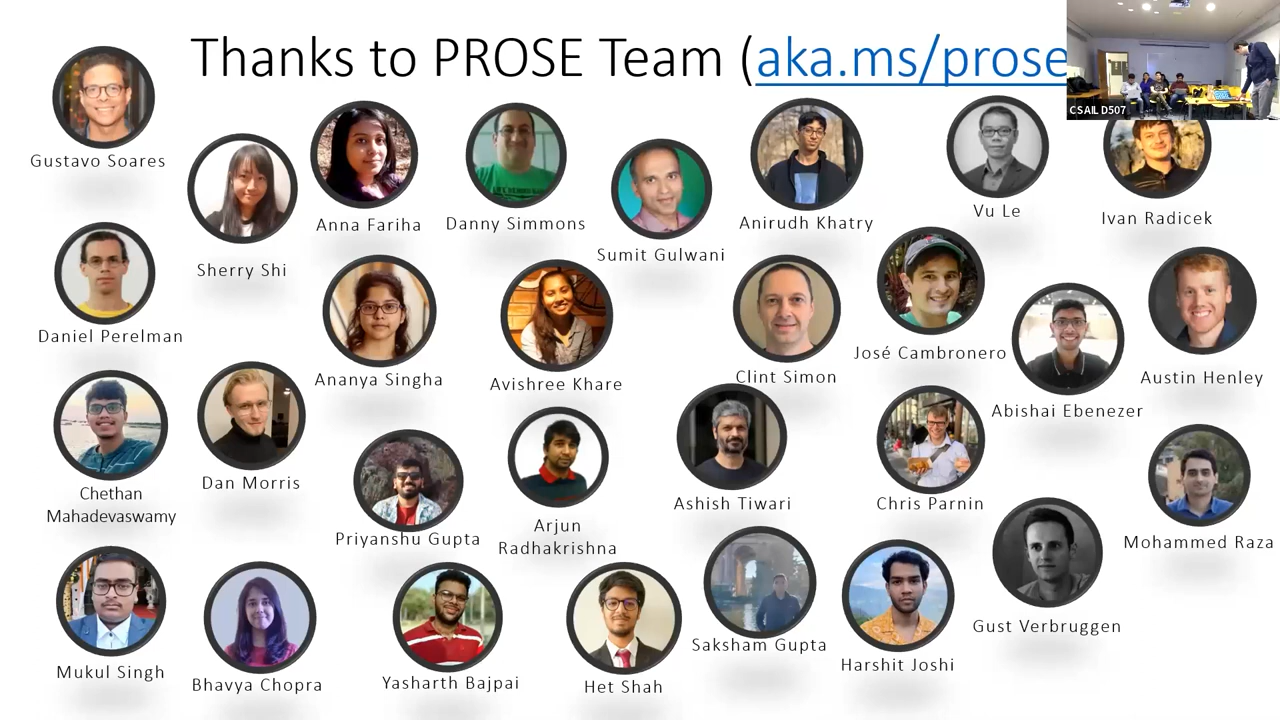 Thanks to PROSE Team (aka.ms/prose
CSAIL D507
Gustavo Soares
Sherry Shi
Anna Fariha
Danny Simmons
Sumit Gulwani
Anirudh Khatry
Vu Le
Ivan Radicek
Daniel Perelman
Ananya Singha
Avishree Khare
Clint Simon
José Cambronero
Abishai Ebenezer
Austin Henley
Chethan
Mahadevaswamy
Dan Morris
Priyanshu Gupta
Arjun
Radhakrishna
Ashish Tiwari
Chris Parnin
Mohammed Raza
Mukul Singh
Bhavya Chopra
Yasharth Bajpai
Het Shah
Saksham Gupta
Harshit Joshi
Gust Verbruggen